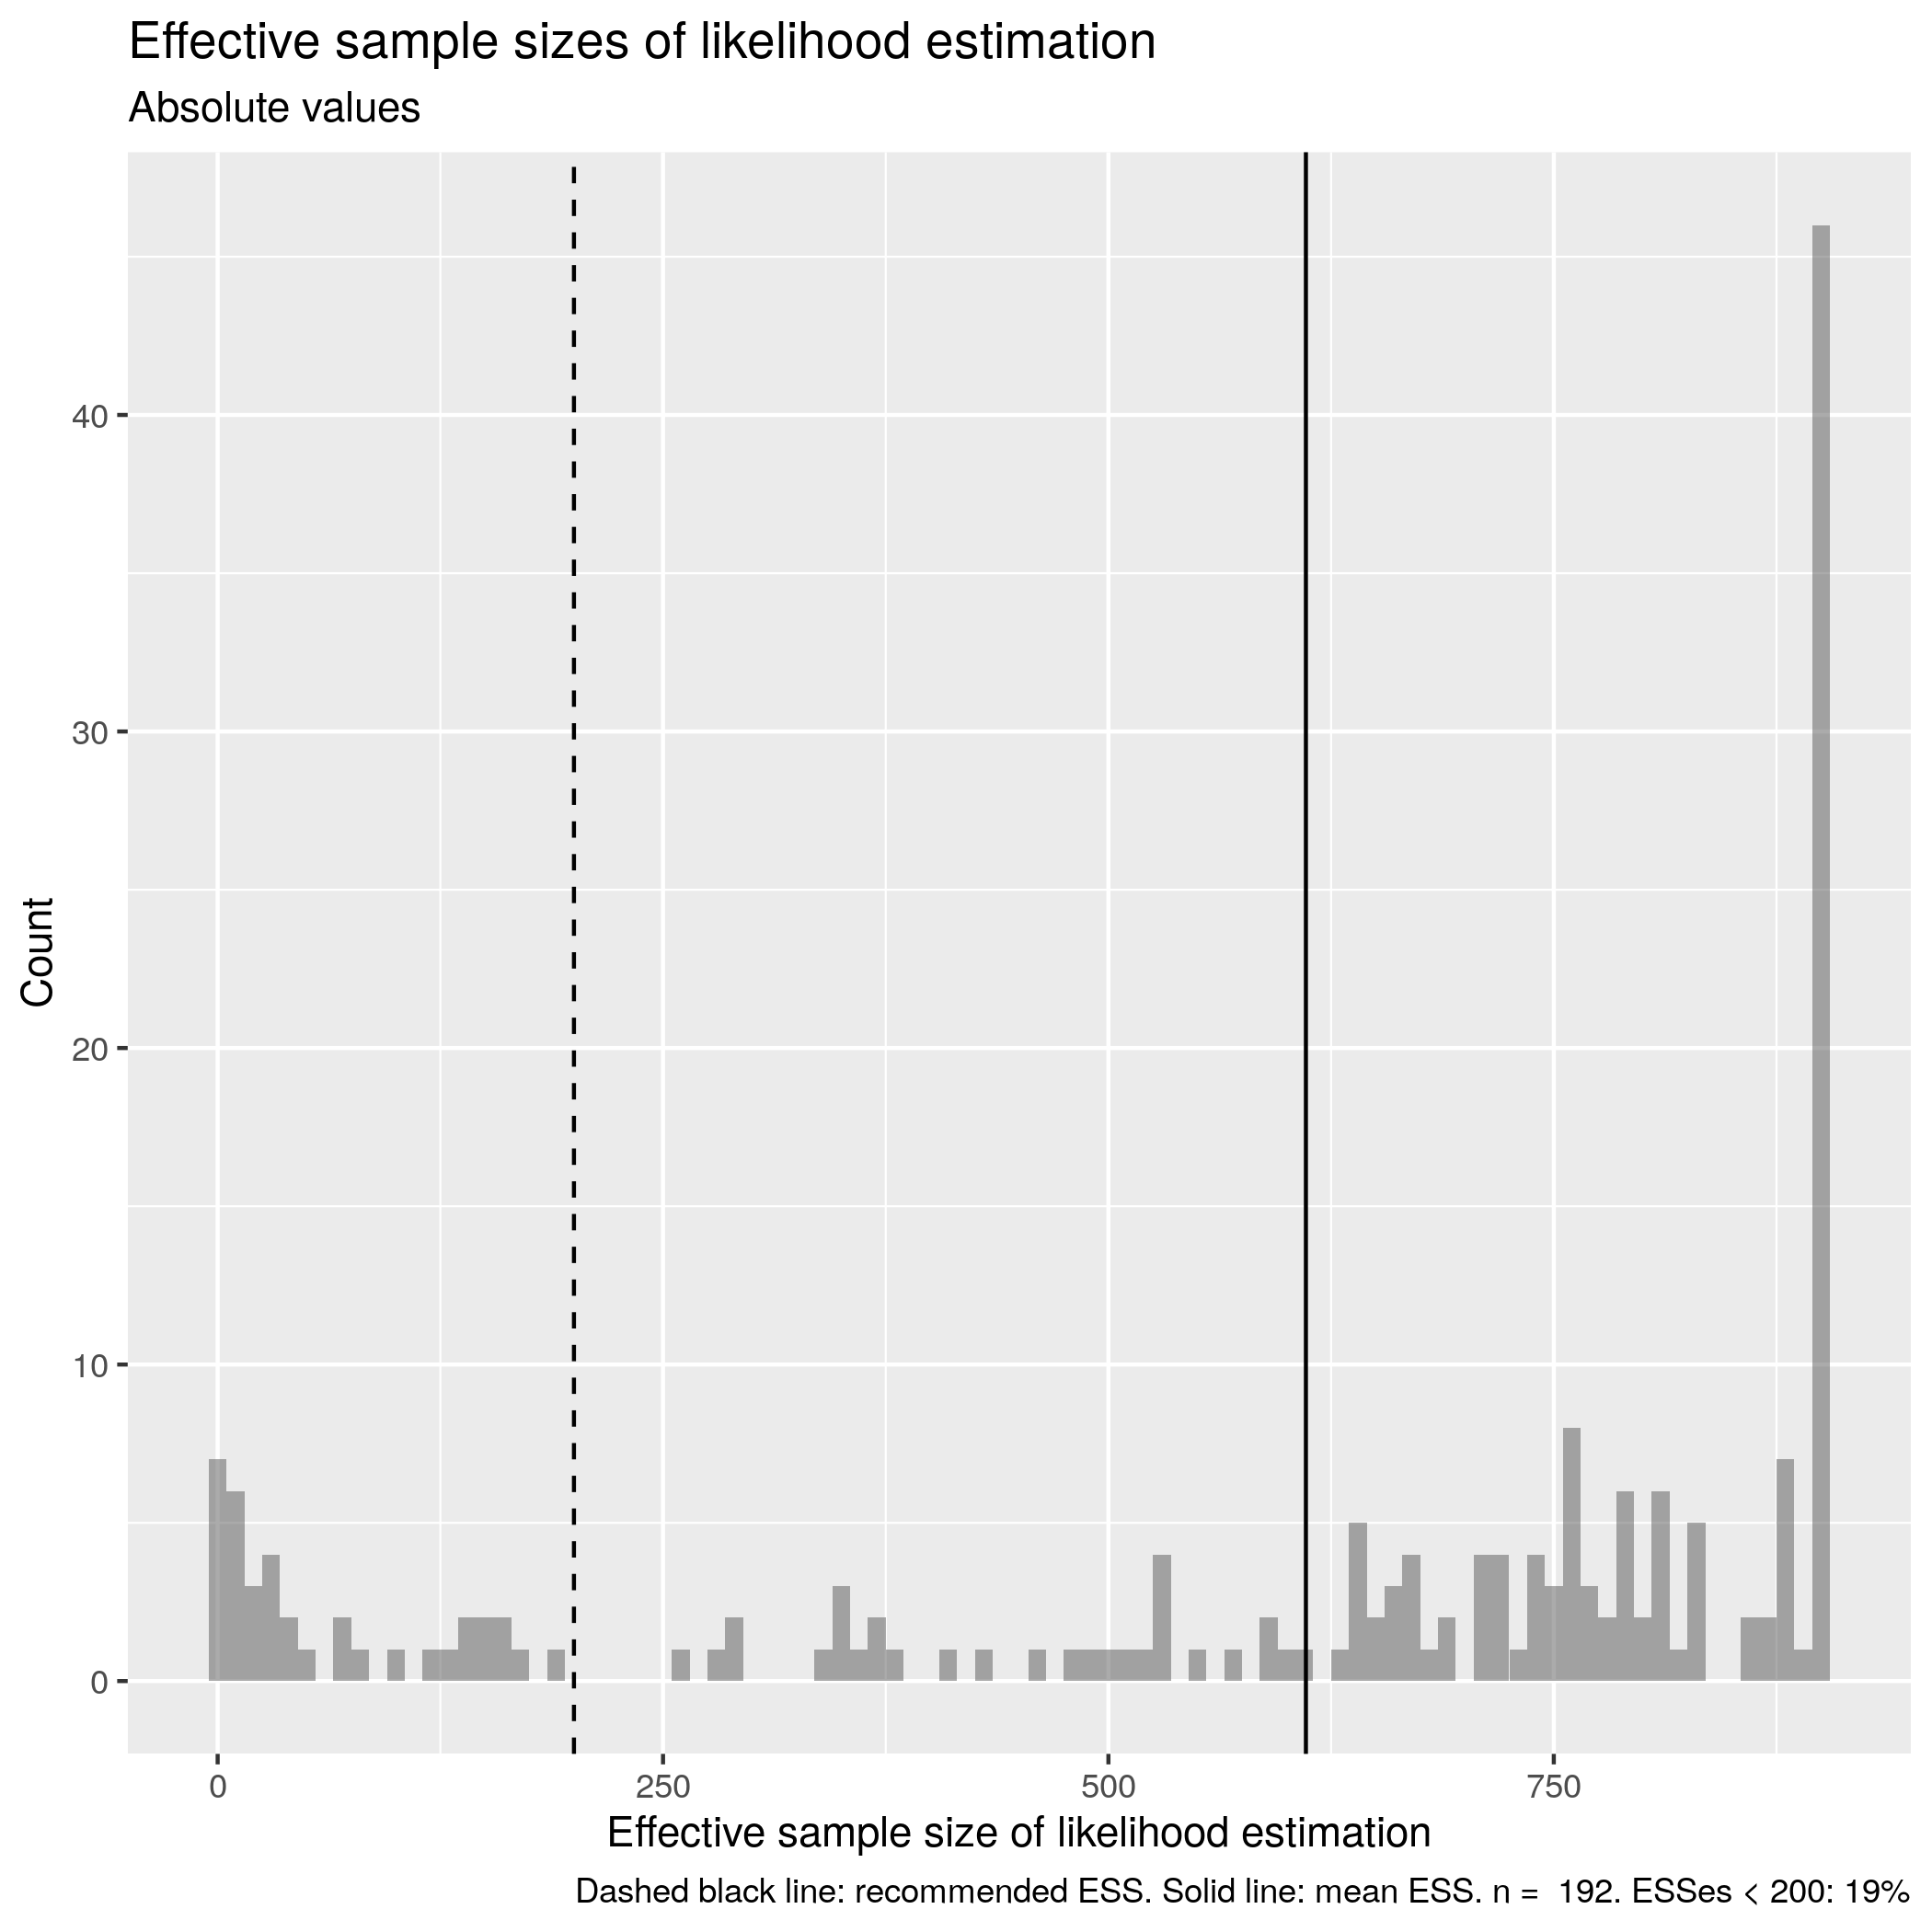 Effective sample sizes of likelihood estimation
Absolute values
Count
40
30
20
10
0
0 250 500 750
Effective sample size of likelihood estimation
Dashed black line: recommended ESS. Solid line: mean ESS. n =  192. ESSes < 200: 19%